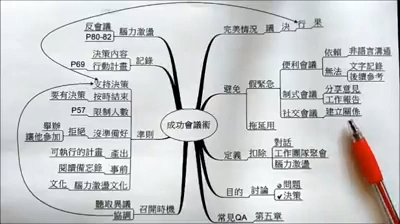 反會議
P80-82
腦力激盪
決策內容
P69
行動計畫
記錄
支持決策
要有決策
按時結束
P57
限制人數
準則
舉辦
讓他參加
拒絕
沒準備好
可執行的計畫
產出
閱讀備忘錄
事前
文化
腦力激盪文化
聽取異議
協調
召開時機
成功會議術
完美情況
議
決
行
果
避免
假緊急
便利會議
依賴
非語言溝通
無法
文字記錄
後續參考
制式會議
分享意見
工作報告
社交會議
建立關係
拖延用
定義
扣除
對話
工作團隊聚會
腦力激盪
目的
討論
問題
決策
常見QA
第五章